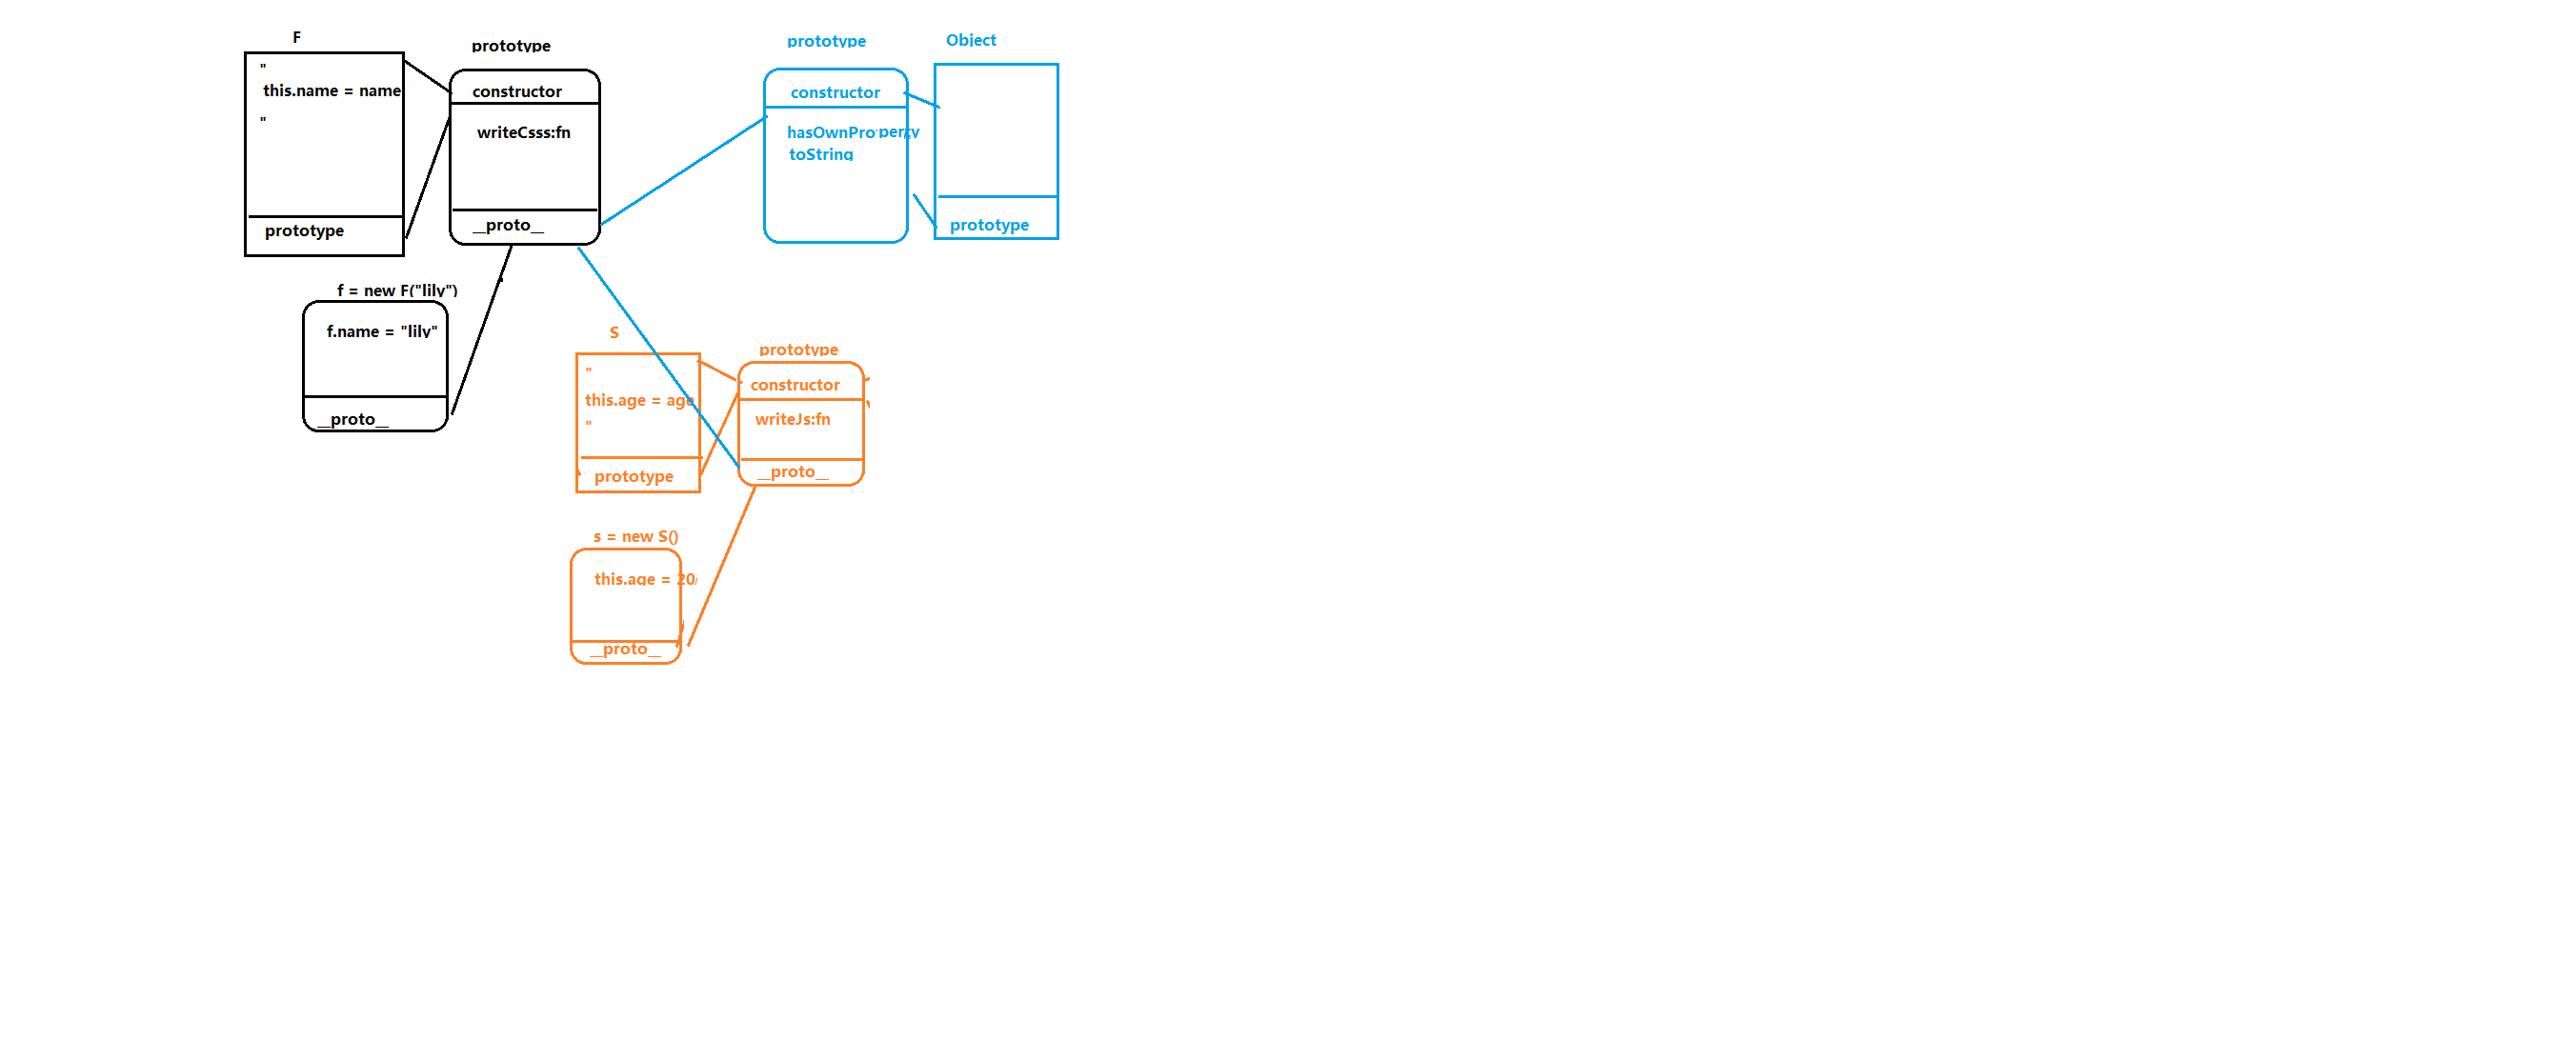 F
"
this.name = name
"
prototype
prototype
constructor
writeCsss:fn
__proto__
f = new F("lily")
f.name = "lily"
__proto__
prototype
constructor
hasOwnProperty
toString
Object
prototype
S
"
this.age = age
"
prototype
prototype
constructor
writeJs:fn
__proto__
s = new S()
this.age = 20
__proto__